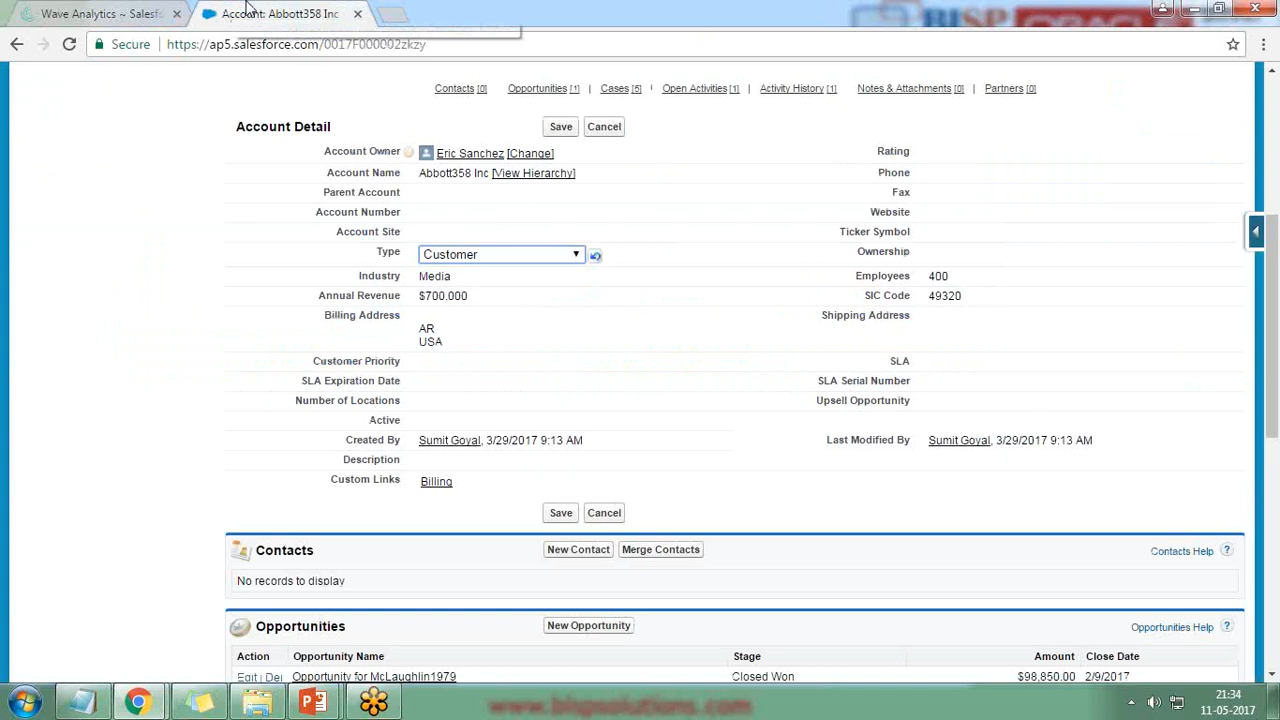 Wave Analytics ~ Salesf
Account: Abbott358 Inc
Secure
https://ap5.salesforce.com/0017F000002zkzy
Contacts [0] Opportunities [1] | Cases [5] | Open Activities [1] | Activity History [1] | Notes & Attachments [0] | Partners [0]
Account Detail Save Cancel
Account Owner Eric Sanchez [Change] Rating
Account Name Abbott358 Inc [View Hierarchy] Phone
Parent Account Fax
Account Number Website
Account Site Ticker Symbol
Type Customer Ownership
Industry Media Employees 400
Annual Revenue $700,000 SIC Code 49320
Billing Address Shipping Address
AR
USA
Customer Priority SLA
SLA Expiration Date SLA Serial Number
Number of Locations Upsell Opportunity
Active
Created By Sumit Goyal, 3/29/2017 9:13 AM Last Modified By Sumit Goyal, 3/29/2017 9:13 AM
Description
Custom Links Billing
Save Cancel
Contacts New Contact Merge Contacts Contacts Help ?
No records to display
Opportunities New Opportunity Opportunities Help ?
Action Opportunity Name Stage Amount Close Date
Edit | De Opportunity for McLaughlin1979 Closed Won $98,850.00 2/9/2017
www.bispsolutions.com
21:34
11-05-2017